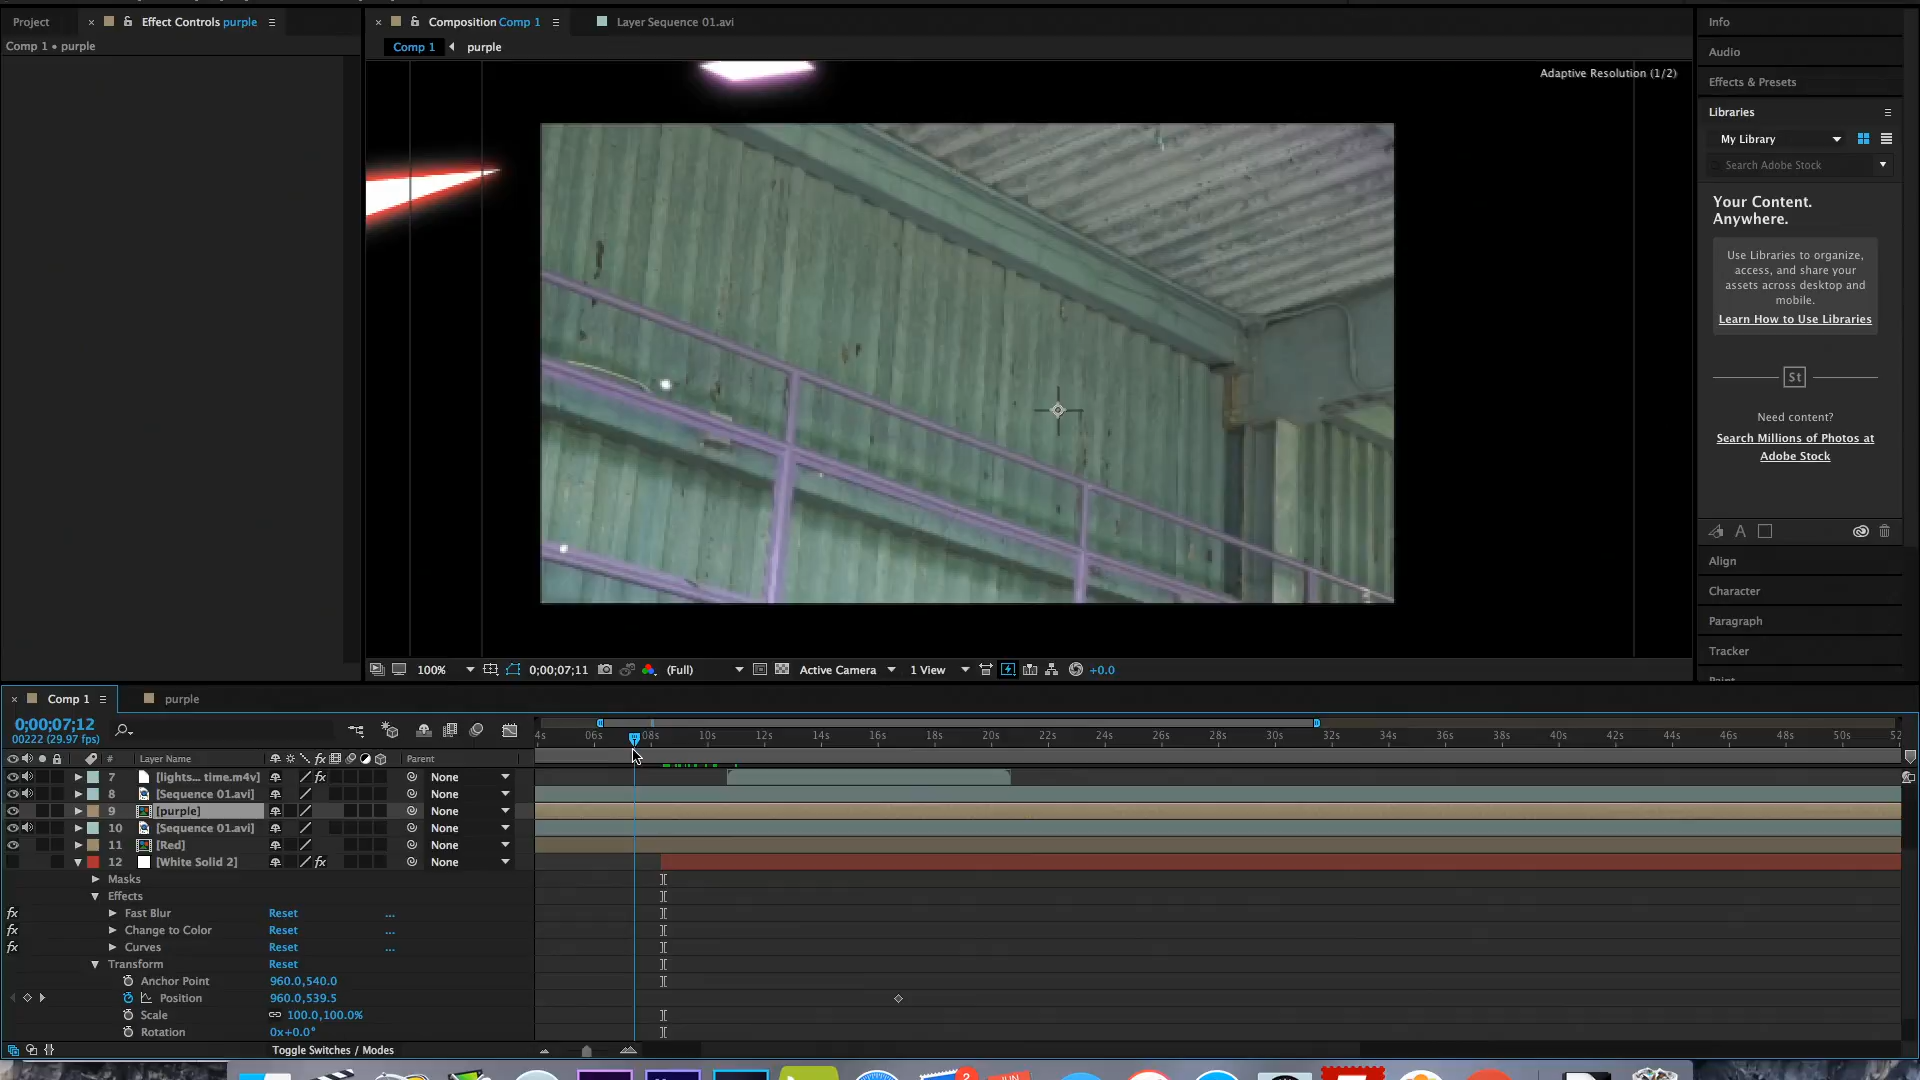 Project
Effect Controls purple
Composition Comp 1
Layer Sequence 01.avi
Comp 1 • purple
Comp 1
purple
Adaptive Resolution (1/2)
Info
Audio
Effects & Presets
Libraries
My Library
Search Adobe Stock
Your Content.
Anywhere.
Use Libraries to organize,
access, and share your
assets across desktop and
mobile.
Learn How to Use Libraries
St
Need content?
Search Millions of Photos at
Adobe Stock
Align
Character
Paragraph
Tracker
100%
0;00;07;11
(Full)
Active Camera
1 View
+0.0
Comp 1
purple
0;00;07;12
00222 (29.97 fps)
4s 06s 08s 10s 12s 14s 16s 18s 20s 22s 24s 26s 28s 30s 32s 34s 36s 38s 40s 42s 44s 46s 48s 50s 52
# Layer Name Parent
7 [lights... time.m4v] None
8 [Sequence 01.avi] None
9 [purple] None
10 [Sequence 01.avi] None
11 [Red] None
12 [White Solid 2] None
Masks
Effects
fx Fast Blur Reset ...
fx Change to Color Reset ...
fx Curves Reset ...
Transform Reset
Anchor Point 960.0,540.0
Position 960.0,539.5
Scale 100.0,100.0%
Rotation 0x+0.0°
Toggle Switches / Modes
2
JUN